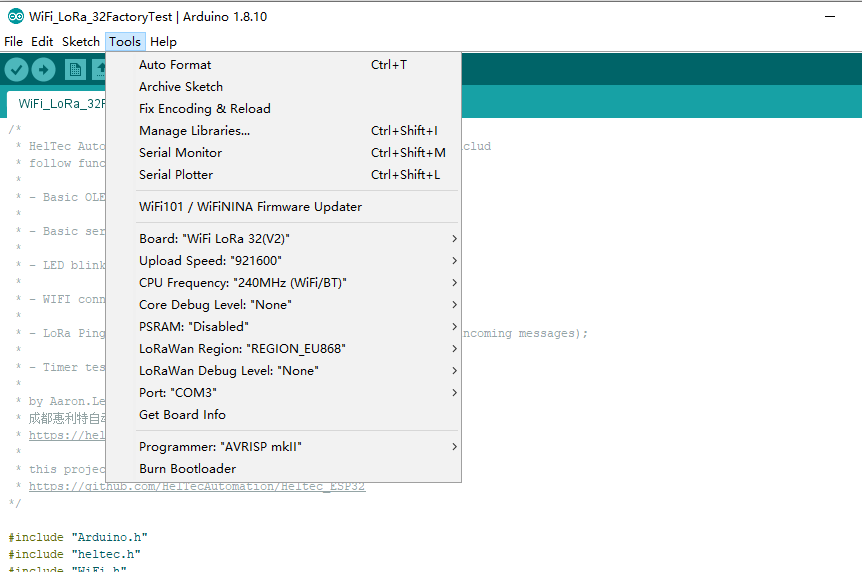 WiFi_LoRa_32FactoryTest | Arduino 1.8.10
File Edit Sketch Tools Help
WiFi_LoRa_32F
Auto Format Ctrl+T
Archive Sketch
Fix Encoding & Reload
Manage Libraries... Ctrl+Shift+I
Serial Monitor Ctrl+Shift+M
Serial Plotter Ctrl+Shift+L
WiFi101 / WiFiNINA Firmware Updater
Board: "WiFi LoRa 32(V2)"
Upload Speed: "921600"
CPU Frequency: "240MHz (WiFi/BT)"
Core Debug Level: "None"
PSRAM: "Disabled"
LoRaWan Region: "REGION_EU868"
LoRaWan Debug Level: "None"
Port: "COM3"
Get Board Info
Programmer: "AVRISP mkII"
Burn Bootloader
/*
* HelTec Auto includ
* follow func
*
* - Basic OLE
*
* - Basic ser
*
* - LED blink
*
* - WIFI conn
*
* - LoRa Ping incoming messages);
*
* - Timer tes
*
* by Aaron.Le
* 成都惠利特自动
* https://hel
*
* this projec
* https://github.com/HelTecAutomation/Heltec_ESP32
*/
#include "Arduino.h"
#include "heltec.h"
#include "WiFi.h"